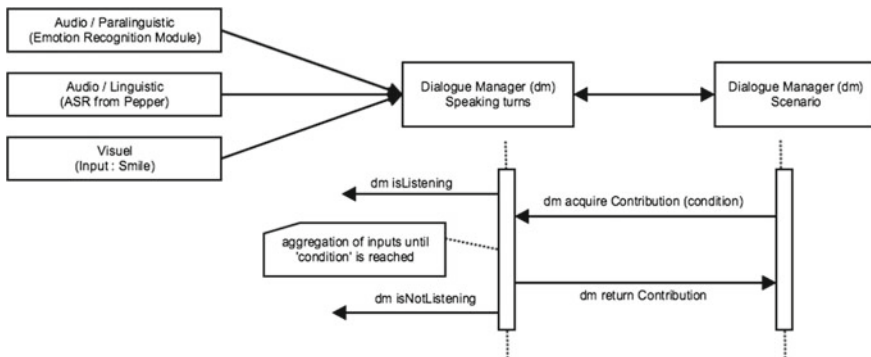 Audio / Paralinguistic
(Emotion Recognition Module)
Audio / Linguistic
(ASR from Pepper)
Visuel
(Input : Smile)
Dialogue Manager (dm)
Speaking turns
Dialogue Manager (dm)
Scenario
dm isListening
dm acquire Contribution (condition)
aggregation of inputs until
'condition' is reached
dm return Contribution
dm isNotListening